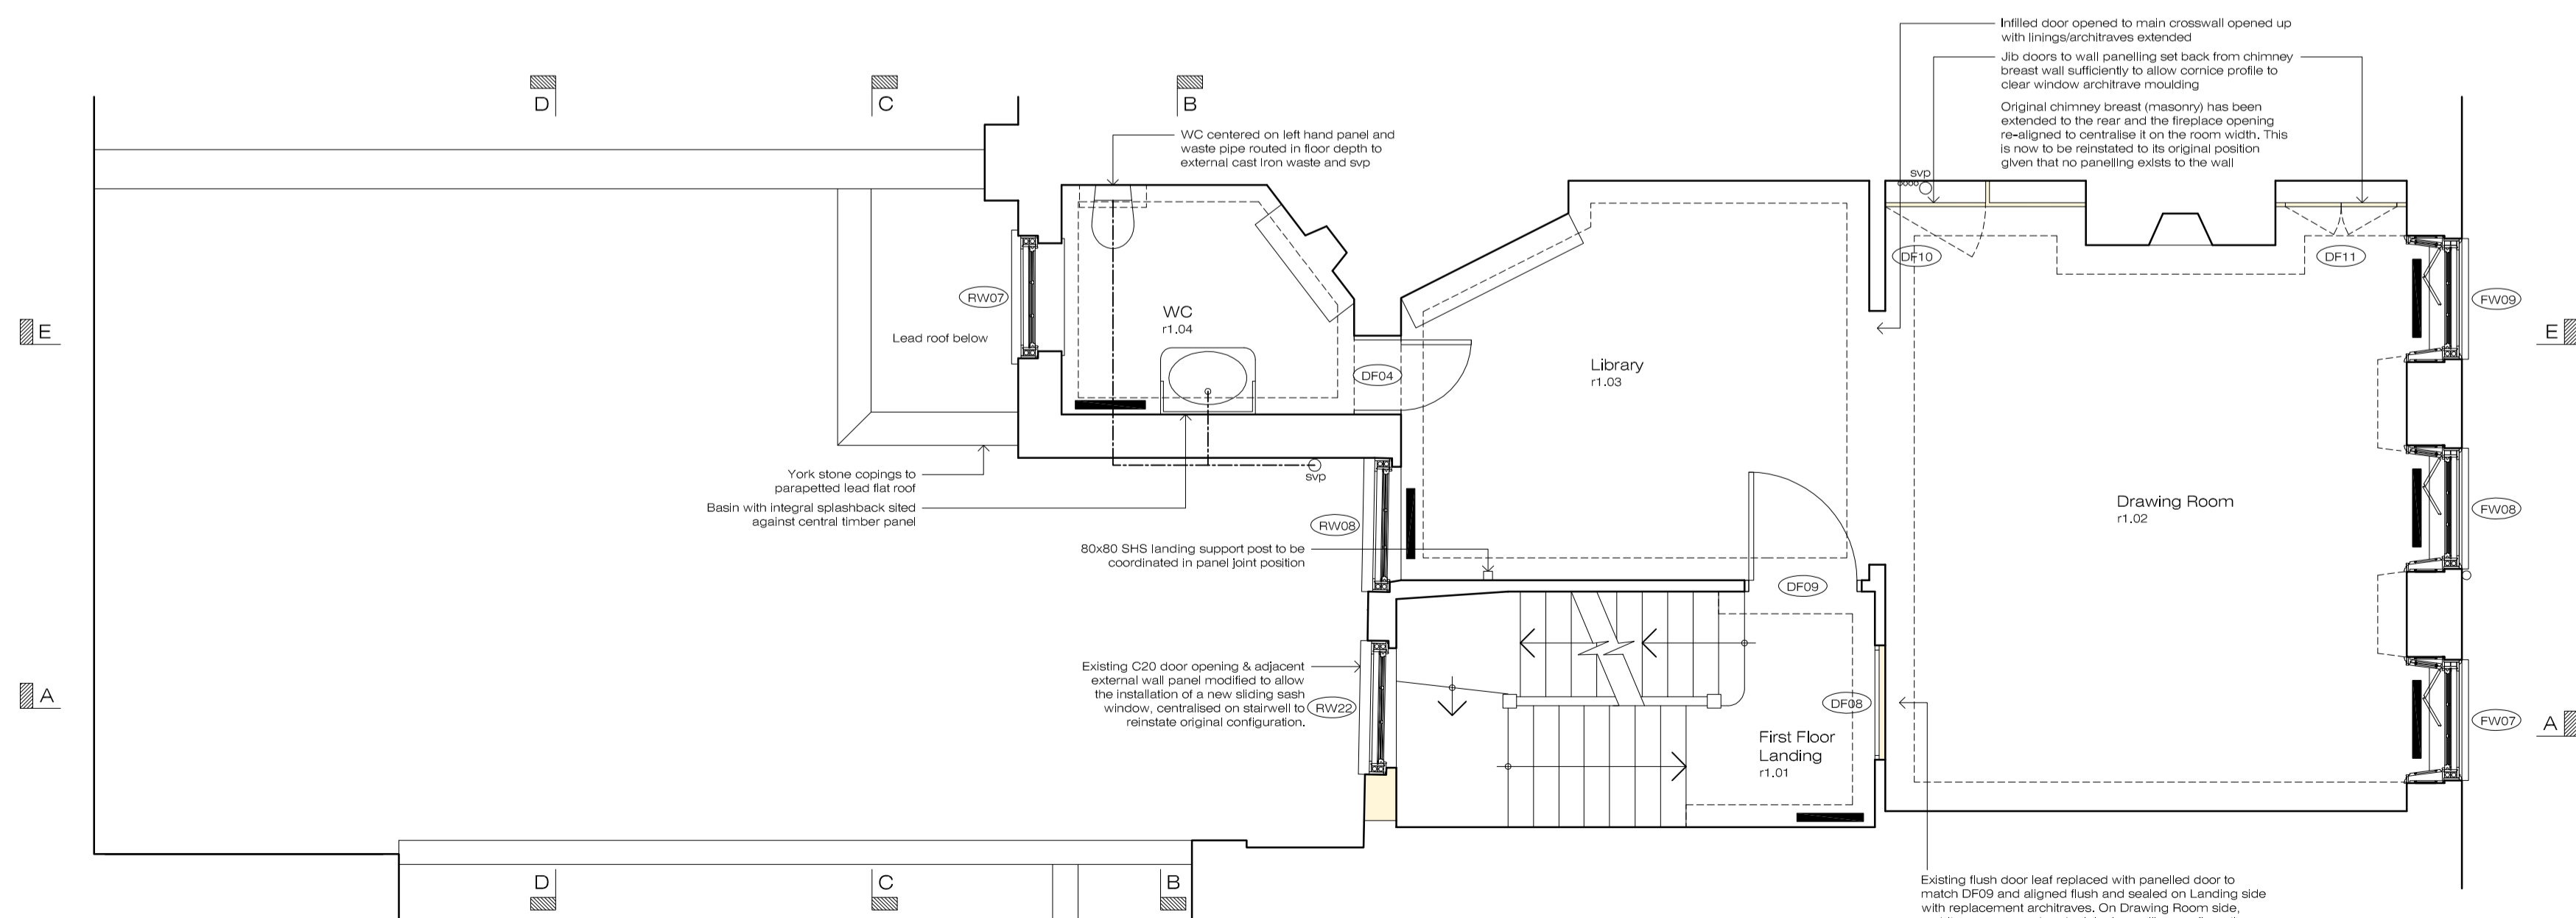 Infilled door opened to main crosswall opened up
with linings/architraves extended
Jib doors to wall panelling set back from chimney
breast wall sufficiently to allow cornice profile to
clear window architrave moulding
Original chimney breast (masonry) has been
extended to the rear and the fireplace opening
re-aligned to centralise it on the room width. This
is now to be reinstated to its original position
given that no panelling exists to the wall
D
C
B
WC centered on left hand panel and
waste pipe routed in floor depth to
external cast iron waste and svp
svp
DF10
DF11
RW07
FW09
WC
r1.04
E
E
Lead roof below
Library
r1.03
DF04
York stone copings to
parapetted lead flat roof
svp
Basin with integral splashback sited
against central timber panel
RW08
Drawing Room
r1.02
FW08
80x80 SHS landing support post to be
coordinated in panel joint position
DF09
Existing C20 door opening & adjacent
external wall panel modified to allow
the installation of a new sliding sash
window, centralised on stairwell to
reinstate original configuration.
RW22
A
DF08
FW07
A
First Floor
Landing
r1.01
D
C
B
Existing flush door leaf replaced with panelled door to
match DF09 and aligned flush and sealed on Landing side
with replacement architraves. On Drawing Room side,